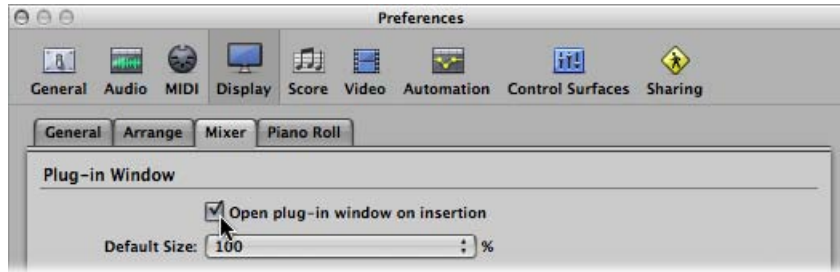 Preferences
General Audio MIDI Display Score Video Automation Control Surfaces Sharing
General Arrange Mixer Piano Roll
Plug-in Window
Open plug-in window on insertion
Default Size: 100 %